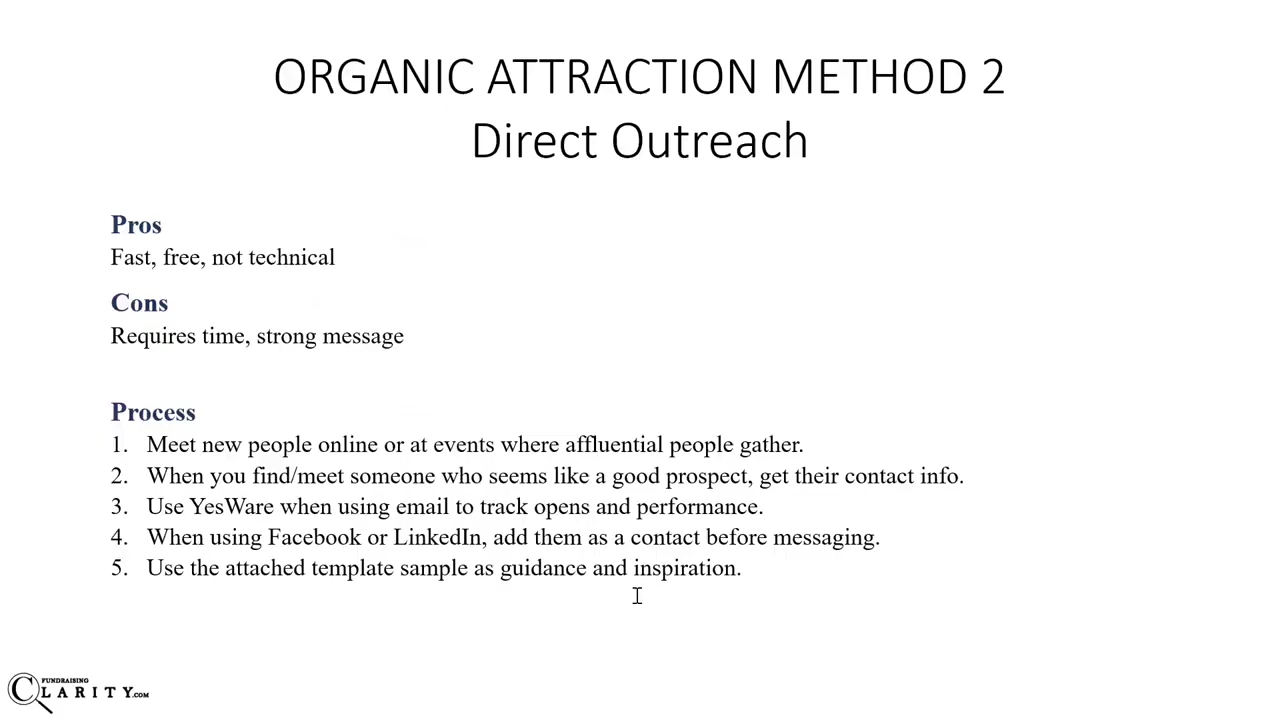 ORGANIC ATTRACTION METHOD 2
Direct Outreach
Pros
Fast, free, not technical
Cons
Requires time, strong message
Process
1. Meet new people online or at events where affluential people gather.
2. When you find/meet someone who seems like a good prospect, get their contact info.
3. Use YesWare when using email to track opens and performance.
4. When using Facebook or LinkedIn, add them as a contact before messaging.
5. Use the attached template sample as guidance and inspiration.
FUNDRAISING
CLARITY.COM